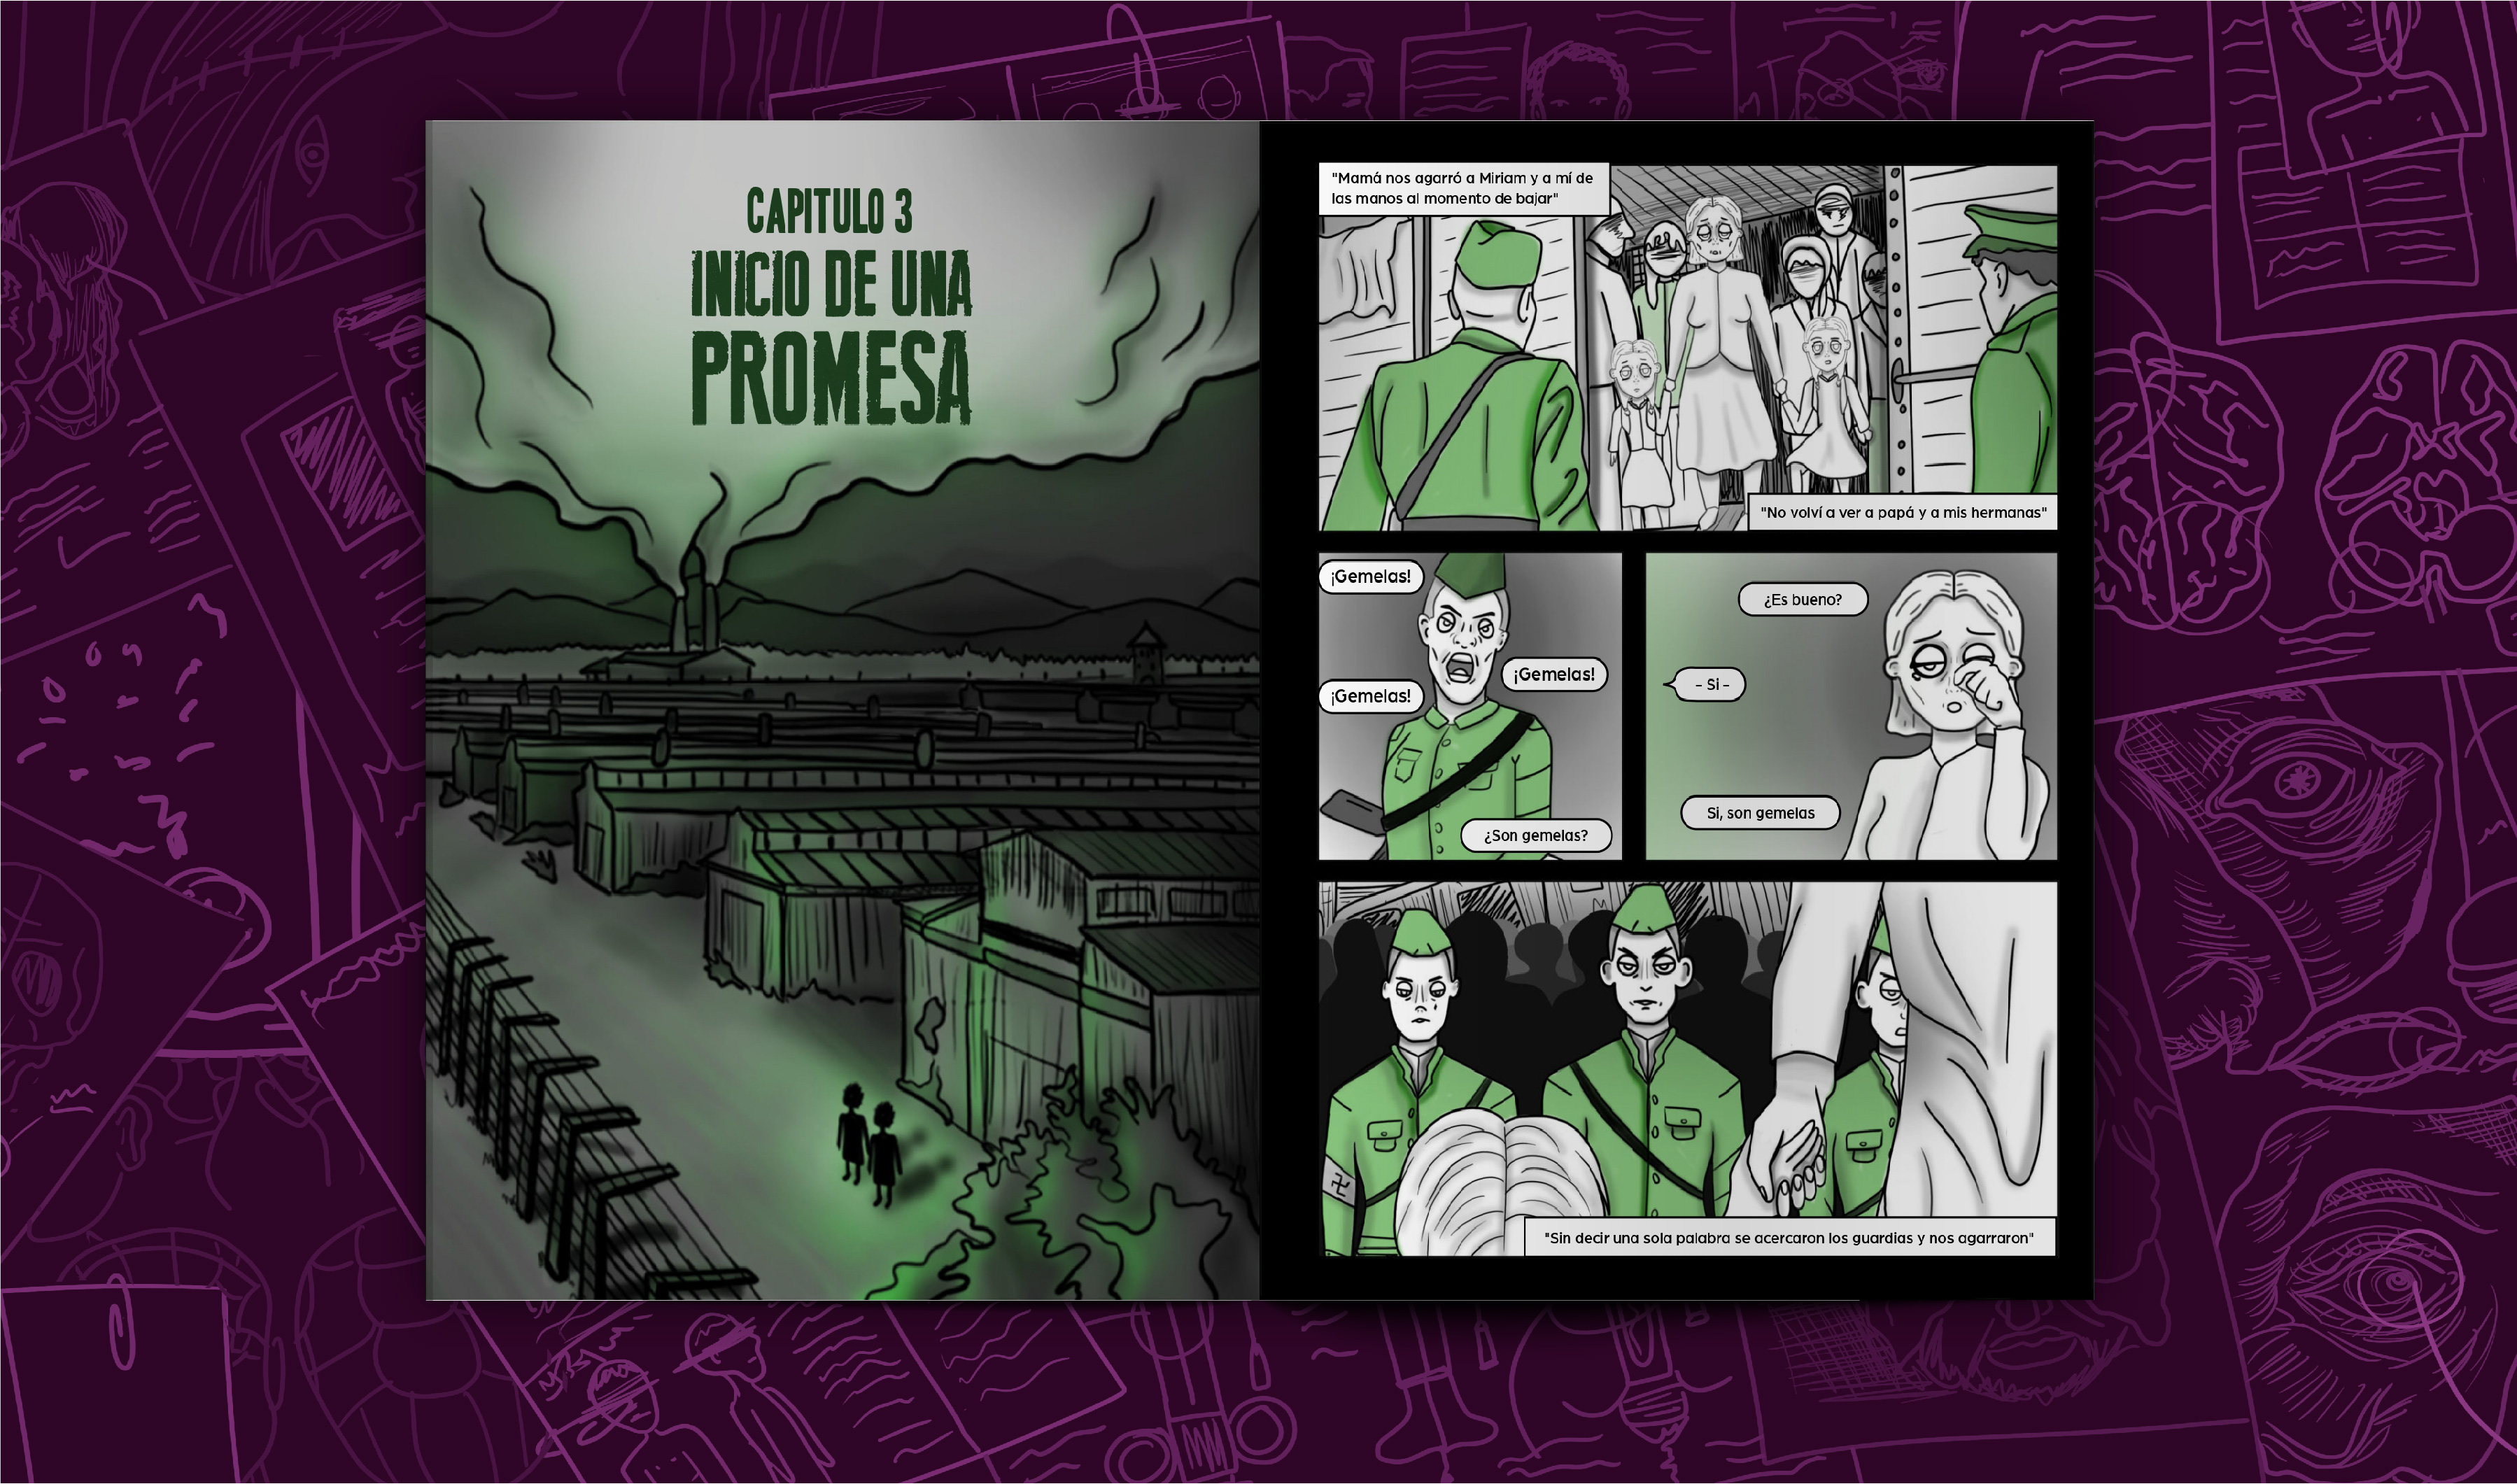 CAPITULO 3
INICIO DE UNA
PROMESA
"Mamá nos agarró a Miriam y a mí de
las manos al momento de bajar"
"No volví a ver a papá y a mis hermanas"
¡Gemelas!
¡Gemelas!
¡Gemelas!
¿Son gemelas?
¿Es bueno?
- Si -
Si, son gemelas
"Sin decir una sola palabra se acercaron los guardias y nos agarraron"